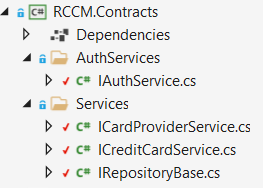 C# RCCM.Contracts
Dependencies
AuthServices
C# IAuthService.cs
Services
C# ICardProviderService.cs
C# ICreditCardService.cs
C# IRepositoryBase.cs